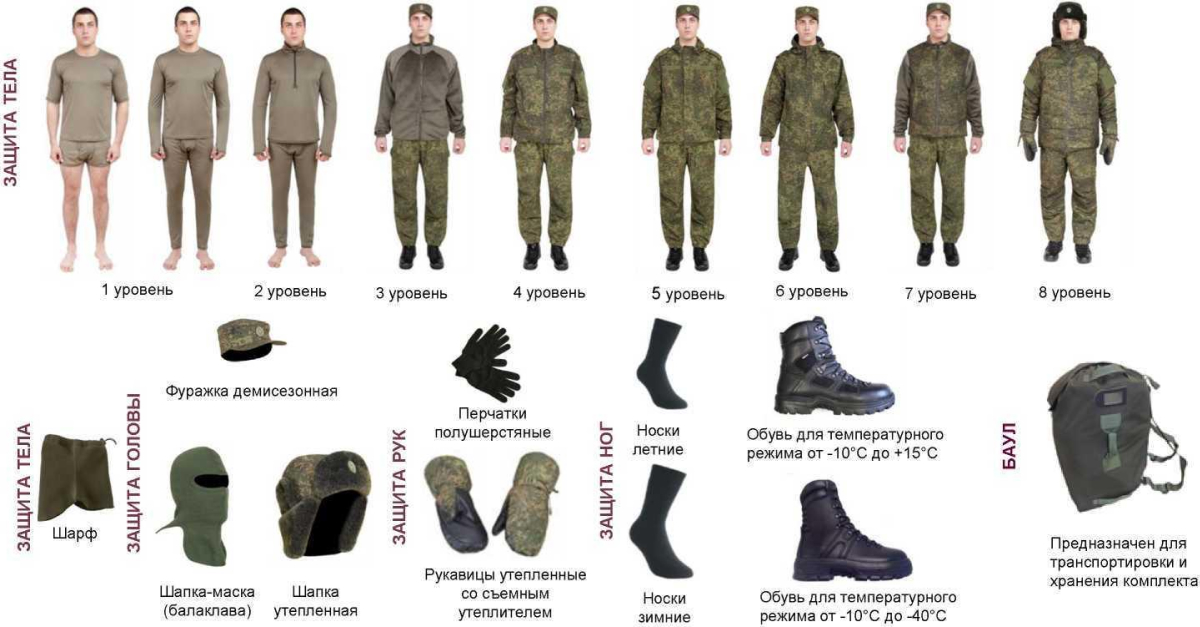 ЗАЩИТА ТЕЛА
1 уровень
2 уровень
3 уровень
4 уровень
5 уровень
6 уровень
7 уровень
8 уровень
ЗАЩИТА ТЕЛА
Шарф
ЗАЩИТА ГОЛОВЫ
Фуражка демисезонная
Шапка-маска
(балаклава)
Шапка
утепленная
ЗАЩИТА РУК
Перчатки
полушерстяные
Рукавицы утепленные
со съемным
утеплителем
ЗАЩИТА НОГ
Носки
летние
Носки
зимние
Обувь для температурного
режима от -10°С до +15°С
Обувь для температурного
режима от -10°С до -40°С
БАУЛ
Предназначен для
транспортировки и
хранения комплекта